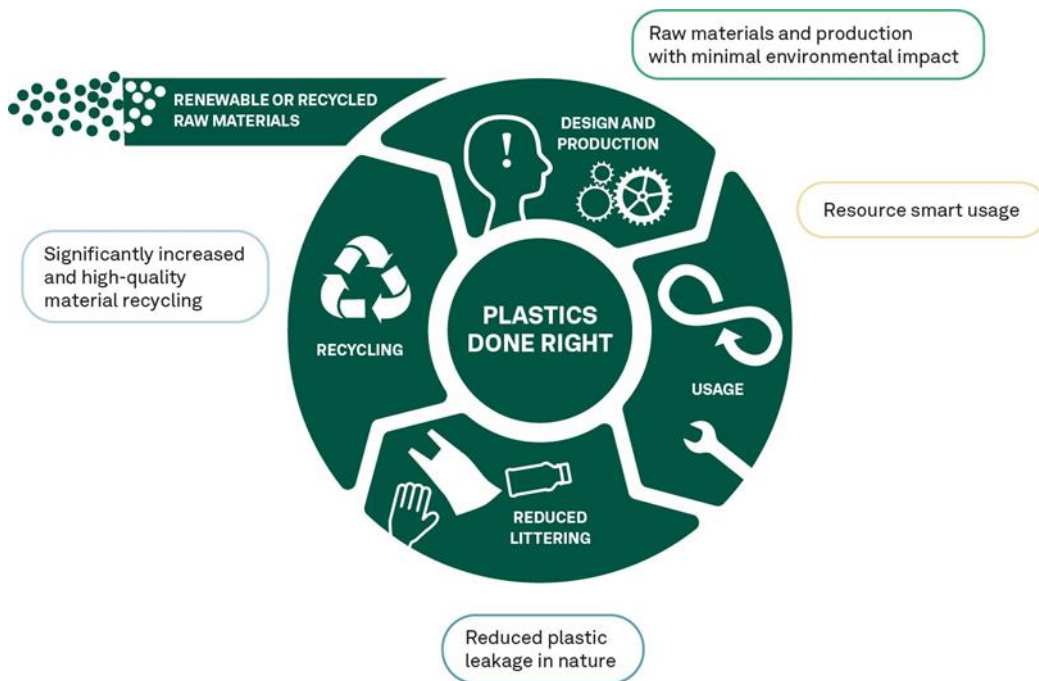 Raw materials and production
with minimal environmental impact
RENEWABLE OR RECYCLED
RAW MATERIALS
DESIGN AND
PRODUCTION
!
Resource smart usage
Significantly increased
and high-quality
material recycling
PLASTICS
DONE RIGHT
RECYCLING
USAGE
REDUCED
LITTERING
Reduced plastic
leakage in nature